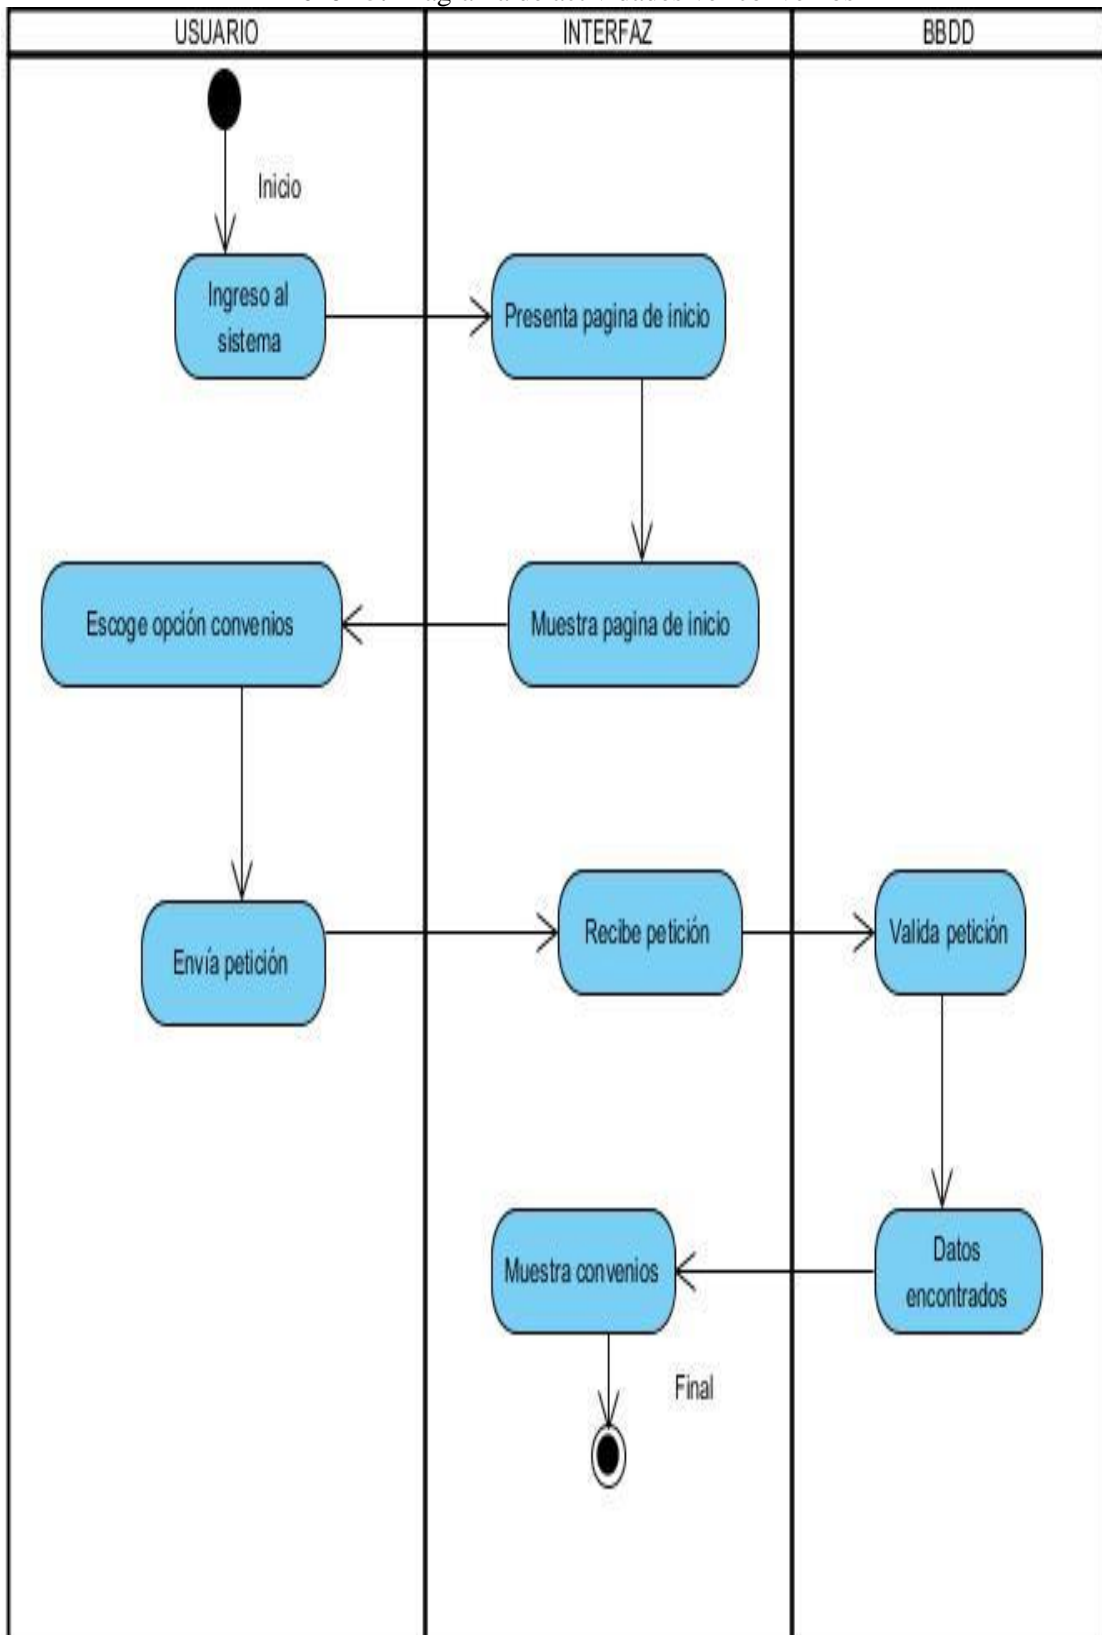 USUARIO INTERFAZ BBDD
Inicio
Ingreso al
sistema
Presenta pagina de inicio
Escoge opción convenios
Muestra pagina de inicio
Envía petición
Recibe petición
Valida petición
Muestra convenios
Datos
encontrados
Final